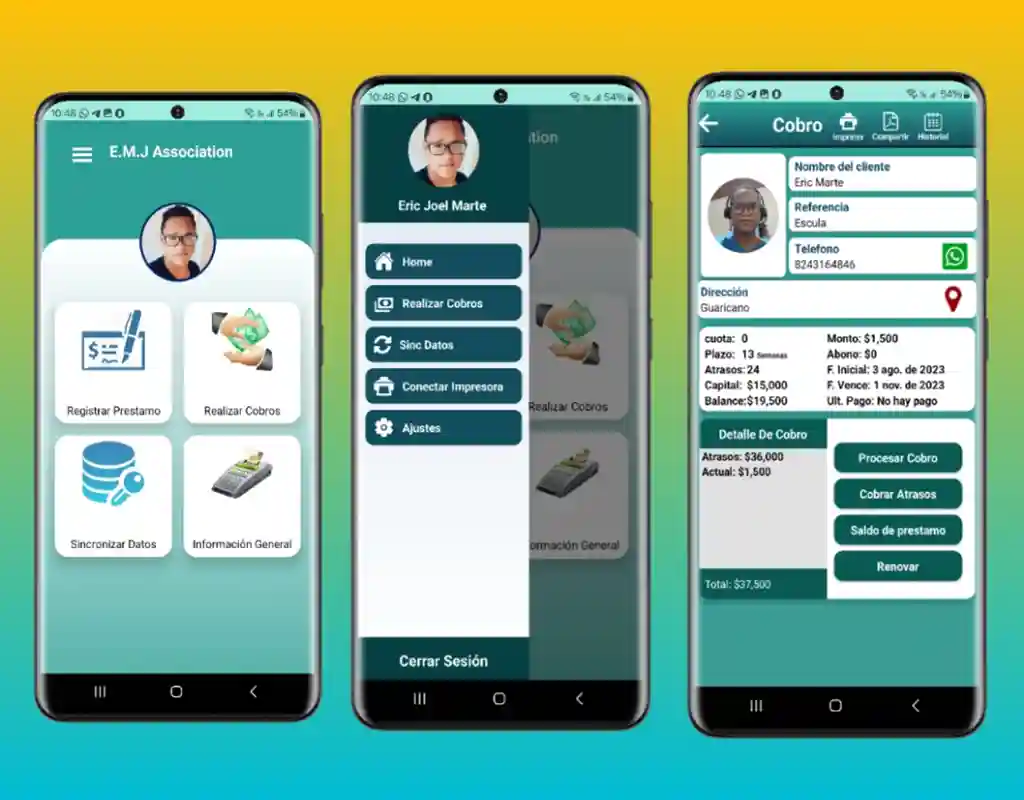 10:48
54%
E.M.J Association
Registrar Prestamo
Realizar Cobros
Sincronizar Datos
Información General
10:48
54%
tion
Eric Joel Marte
Home
Realizar Cobros
Sinc Datos
Conectar Impresora
Ajustes
Realizar Cobros
ormación General
Cerrar Sesión
10:48
54%
Cobro
Imprimir
Compartir
Historial
Nombre del cliente
Eric Marte
Referencia
Escula
Telefono
8243164846
Dirección
Guaricano
cuota: 0
Monto: $1,500
Plazo: 13 Semanas
Abono: $0
Atrasos: 24
F. Inicial: 3 ago. de 2023
Capital: $15,000
F. Vence: 1 nov. de 2023
Balance:$19,500
Ult. Pago: No hay pago
Detalle De Cobro
Atrasos: $36,000
Actual: $1,500
Total: $37,500
Procesar Cobro
Cobrar Atrasos
Saldo de prestamo
Renovar